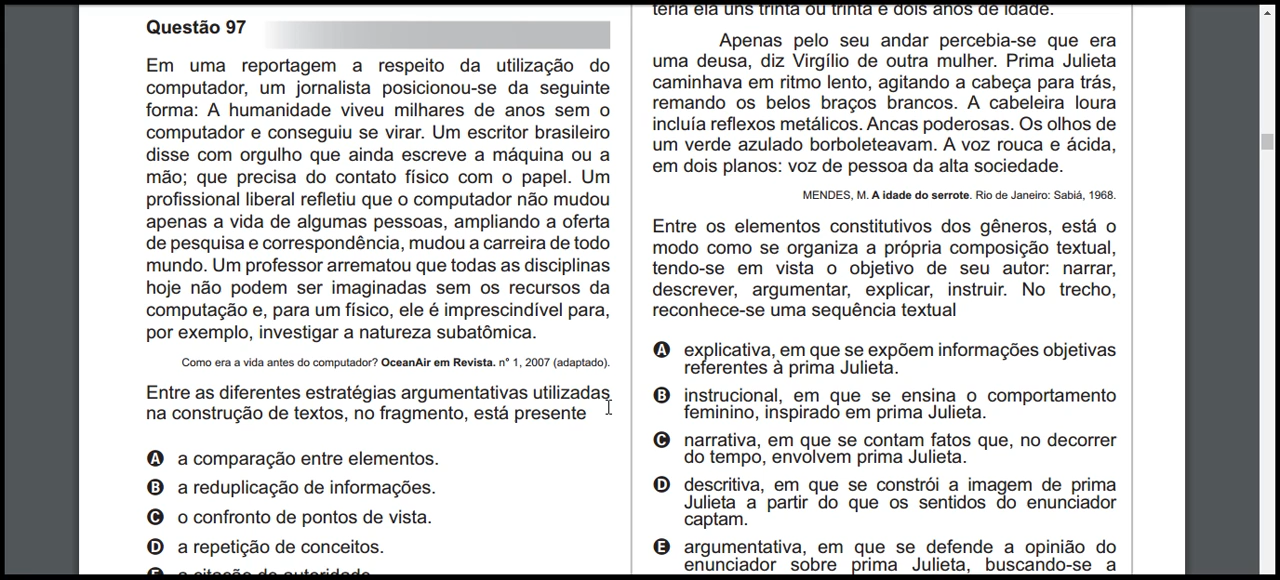 Questão 97
Em uma reportagem a respeito da utilização do
computador, um jornalista posicionou-se da seguinte
forma: A humanidade viveu milhares de anos sem o
computador e conseguiu se virar. Um escritor brasileiro
disse com orgulho que ainda escreve a máquina ou a
mão; que precisa do contato físico com o papel. Um
profissional liberal refletiu que o computador não mudou
apenas a vida de algumas pessoas, ampliando a oferta
de pesquisa e correspondência, mudou a carreira de todo
mundo. Um professor arrematou que todas as disciplinas
hoje não podem ser imaginadas sem os recursos da
computação e, para um físico, ele é imprescindível para,
por exemplo, investigar a natureza subatômica.
Como era a vida antes do computador? OceanAir em Revista. n° 1, 2007 (adaptado).
Entre as diferentes estratégias argumentativas utilizadas
na construção de textos, no fragmento, está presente
A a comparação entre elementos.
B a reduplicação de informações.
C o confronto de pontos de vista.
D a repetição de conceitos.
E a citação de autoridade.
teria ela uns trinta ou trinta e dois anos de idade.
Apenas pelo seu andar percebia-se que era
uma deusa, diz Virgílio de outra mulher. Prima Julieta
caminhava em ritmo lento, agitando a cabeça para trás,
remando os belos braços brancos. A cabeleira loura
incluía reflexos metálicos. Ancas poderosas. Os olhos de
um verde azulado borboleteavam. A voz rouca e ácida,
em dois planos: voz de pessoa da alta sociedade.
MENDES, M. A idade do serrote. Rio de Janeiro: Sabiá, 1968.
Entre os elementos constitutivos dos gêneros, está o
modo como se organiza a própria composição textual,
tendo-se em vista o objetivo de seu autor: narrar,
descrever, argumentar, explicar, instruir. No trecho,
reconhece-se uma sequência textual
A explicativa, em que se expõem informações objetivas
referentes à prima Julieta.
B instrucional, em que se ensina o comportamento
feminino, inspirado em prima Julieta.
C narrativa, em que se contam fatos que, no decorrer
do tempo, envolvem prima Julieta.
D descritiva, em que se constrói a imagem de prima
Julieta a partir do que os sentidos do enunciador
captam.
E argumentativa, em que se defende a opinião do
enunciador sobre prima Julieta, buscando-se a